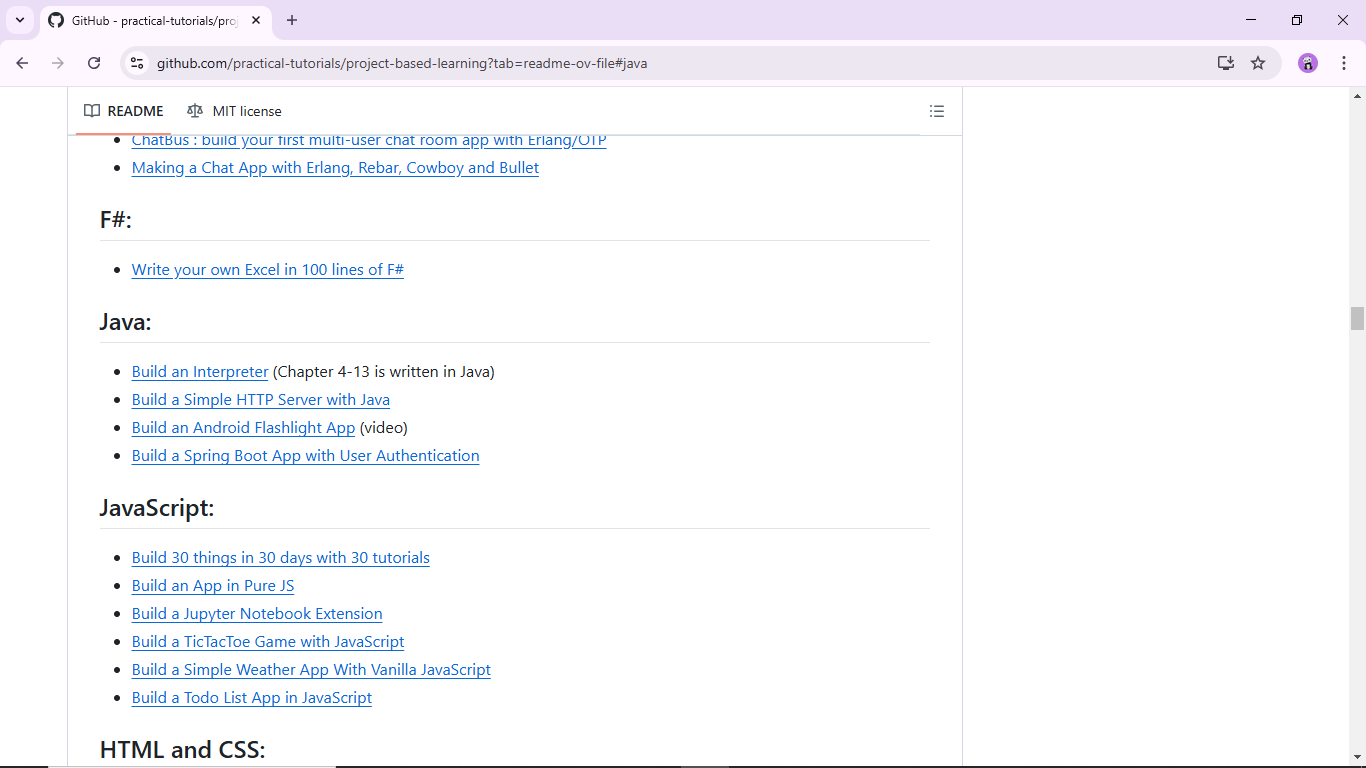 GitHub - practical-tutorials/proj
github.com/practical-tutorials/project-based-learning?tab=readme-ov-file#java
README MIT license
ChatBus : build your first multi-user chat room app with Erlang/OTP
Making a Chat App with Erlang, Rebar, Cowboy and Bullet
F#:
Write your own Excel in 100 lines of F#
Java:
Build an Interpreter (Chapter 4-13 is written in Java)
Build a Simple HTTP Server with Java
Build an Android Flashlight App (video)
Build a Spring Boot App with User Authentication
JavaScript:
Build 30 things in 30 days with 30 tutorials
Build an App in Pure JS
Build a Jupyter Notebook Extension
Build a TicTacToe Game with JavaScript
Build a Simple Weather App With Vanilla JavaScript
Build a Todo List App in JavaScript
HTML and CSS: